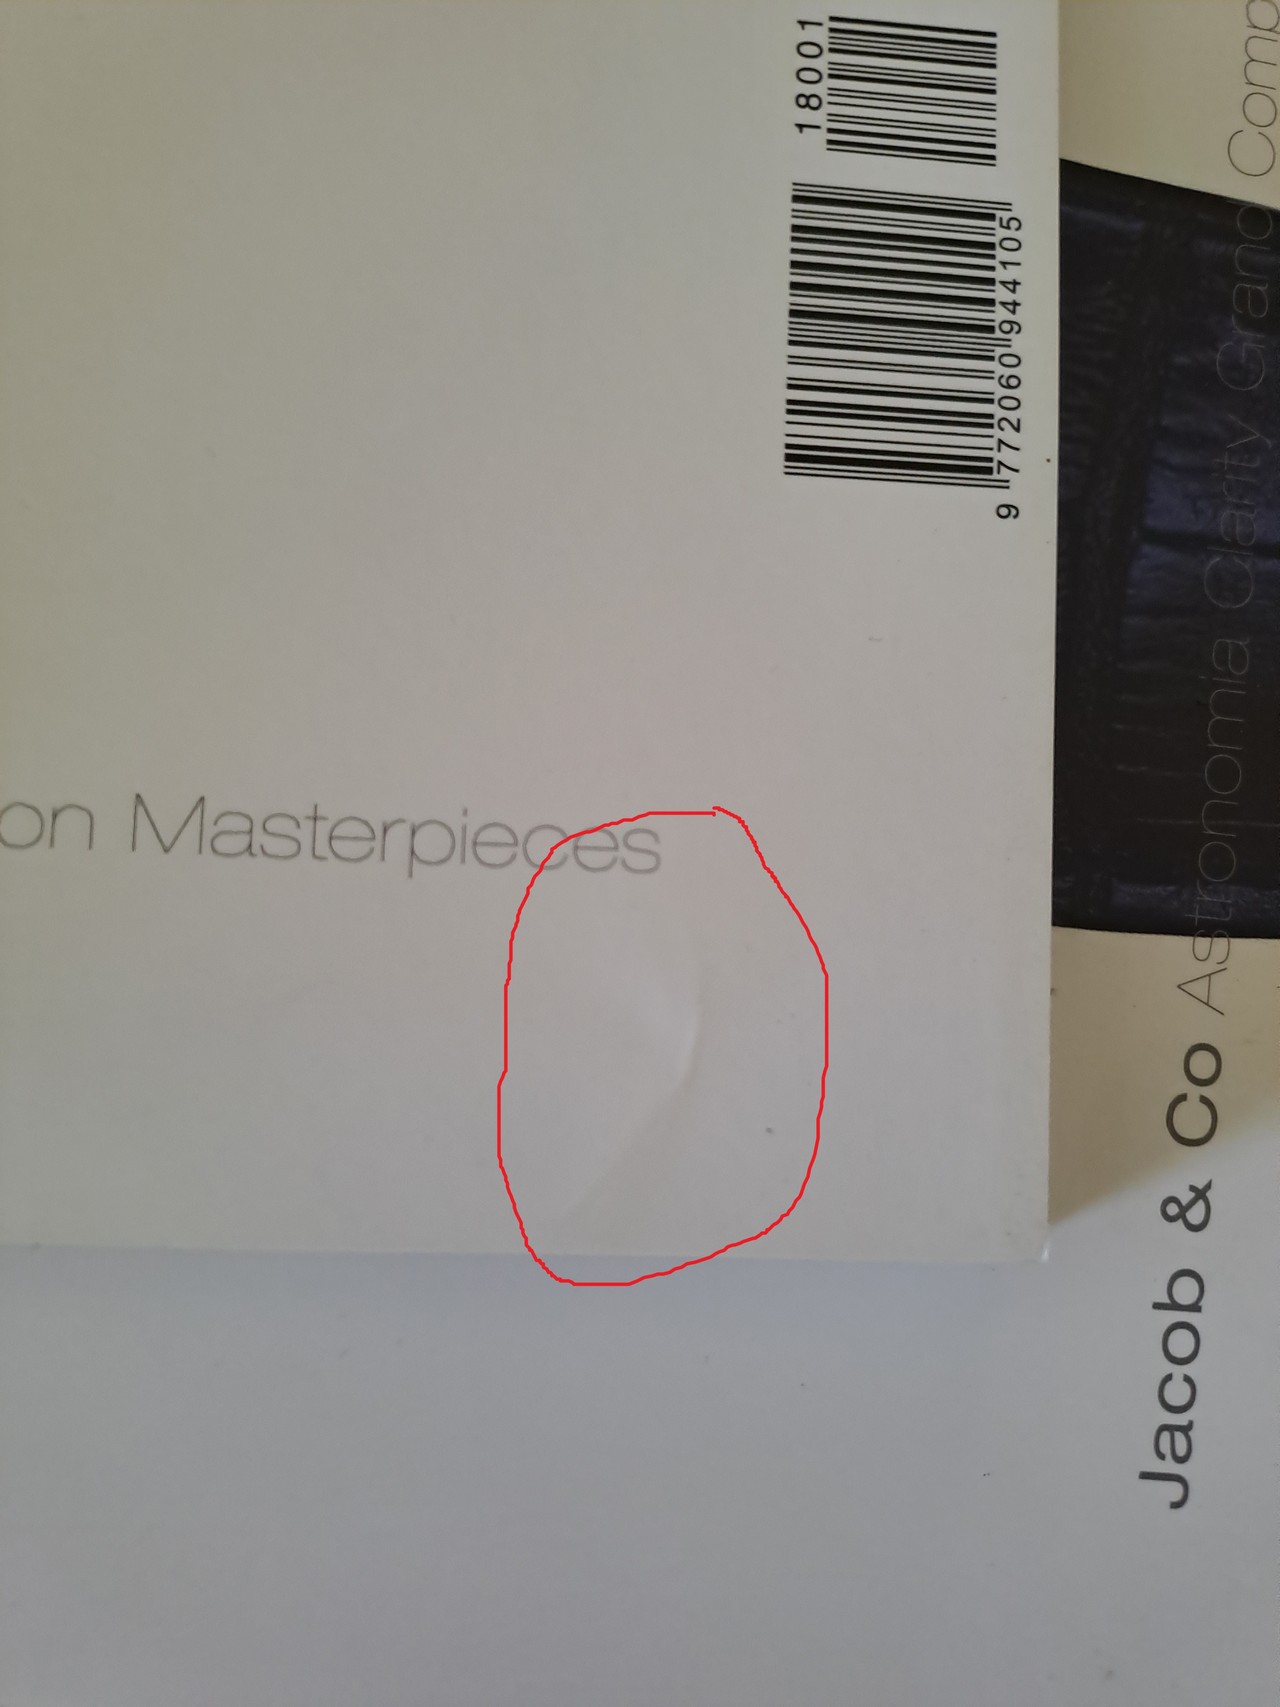 18001
9 772060 944105
on Masterpieces
Jacob & Co Astronomia Clarity Grand Comp